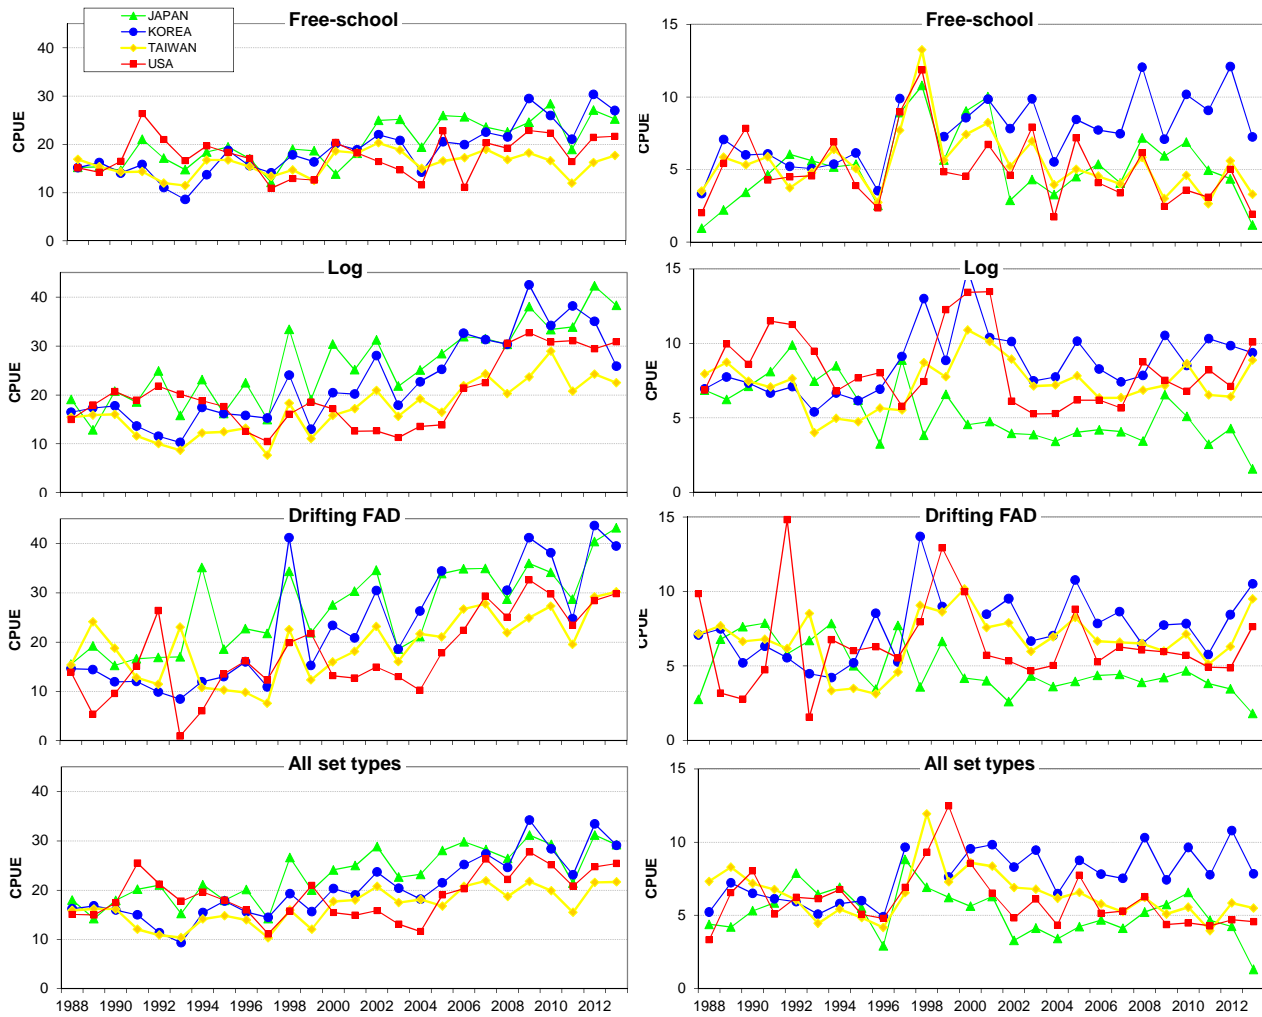 Free-school
JAPAN
KOREA
TAIWAN
USA
CPUE
40
30
20
10
0
Free-school
CPUE
15
10
5
0
Log
CPUE
40
30
20
10
0
Log
CPUE
15
10
5
0
Drifting FAD
CPUE
40
30
20
10
0
Drifting FAD
CPUE
15
10
5
0
All set types
CPUE
40
30
20
10
0
1988 1990 1992 1994 1996 1998 2000 2002 2004 2006 2008 2010 2012
All set types
CPUE
15
10
5
0
1988 1990 1992 1994 1996 1998 2000 2002 2004 2006 2008 2010 2012